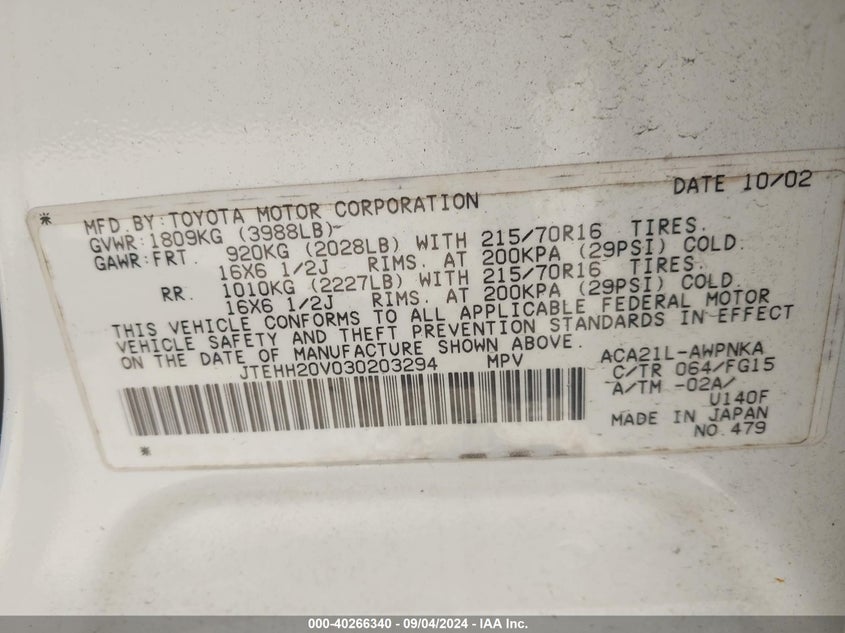 DATE 10/02
MFD.BY:TOYOTA MOTOR CORPORATION
GVWR:1809KG (3988LB)
GAWR:FRT. 920KG (2028LB) WITH 215/70R16 TIRES.
16X6 1/2J RIMS. AT 200KPA (29PSI) COLD.
RR. 1010KG (2227LB) WITH 215/70R16 TIRES.
16X6 1/2J RIMS. AT 200KPA (29PSI) COLD.
THIS VEHICLE CONFORMS TO ALL APPLICABLE FEDERAL MOTOR
VEHICLE SAFETY AND THEFT PREVENTION STANDARDS IN EFFECT
ON THE DATE OF MANUFACTURE SHOWN ABOVE.
JTEHH20V030203294 MPV
ACA21L-AWPNKA
C/TR 064/FG15
A/TM -02A/
U140F
MADE IN JAPAN
NO.479
000-40266340 - 09/04/2024 - IAA Inc.